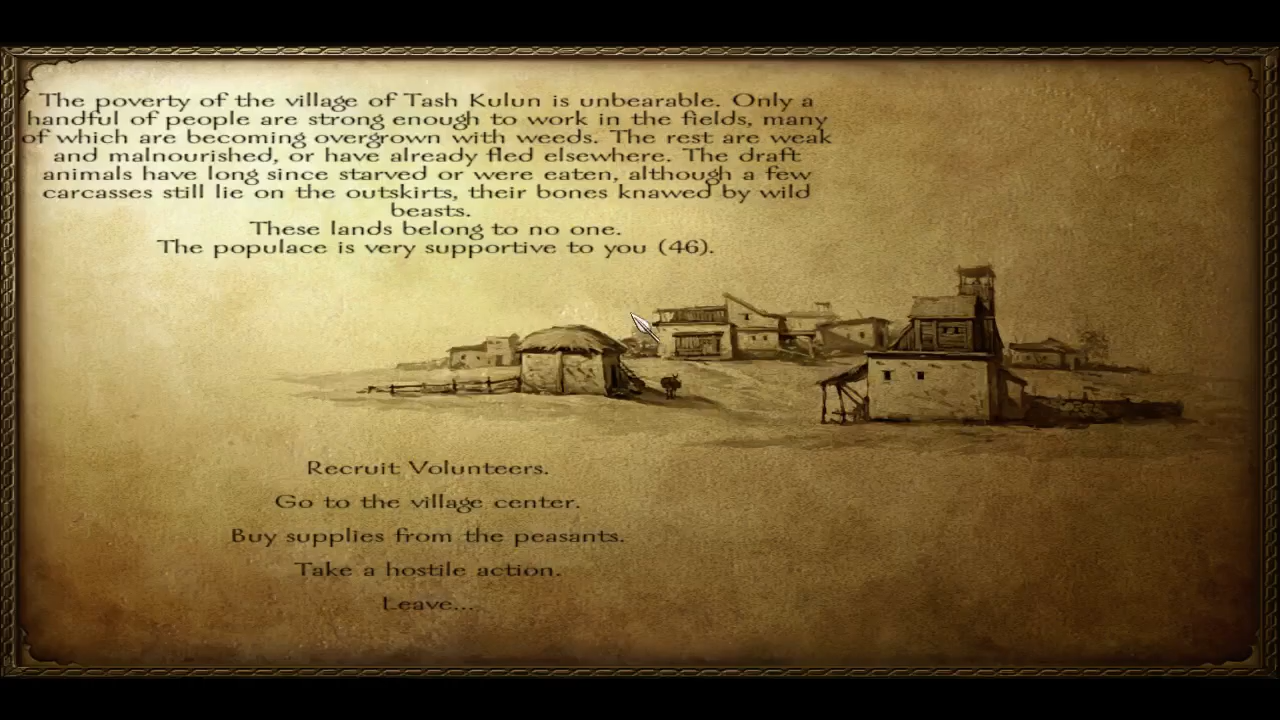 The poverty of the village of Tash Kulun is unbearable. Only a
handful of people are strong enough to work in the fields, many
of which are becoming overgrown with weeds. The rest are weak
and malnourished, or have already fled elsewhere. The draft
animals have long since starved or were eaten, although a few
carcasses still lie on the outskirts, their bones knawed by wild
beasts.
These lands belong to no one.
The populace is very supportive to you (46).
Recruit Volunteers.
Go to the village center.
Buy supplies from the peasants.
Take a hostile action.
Leave...